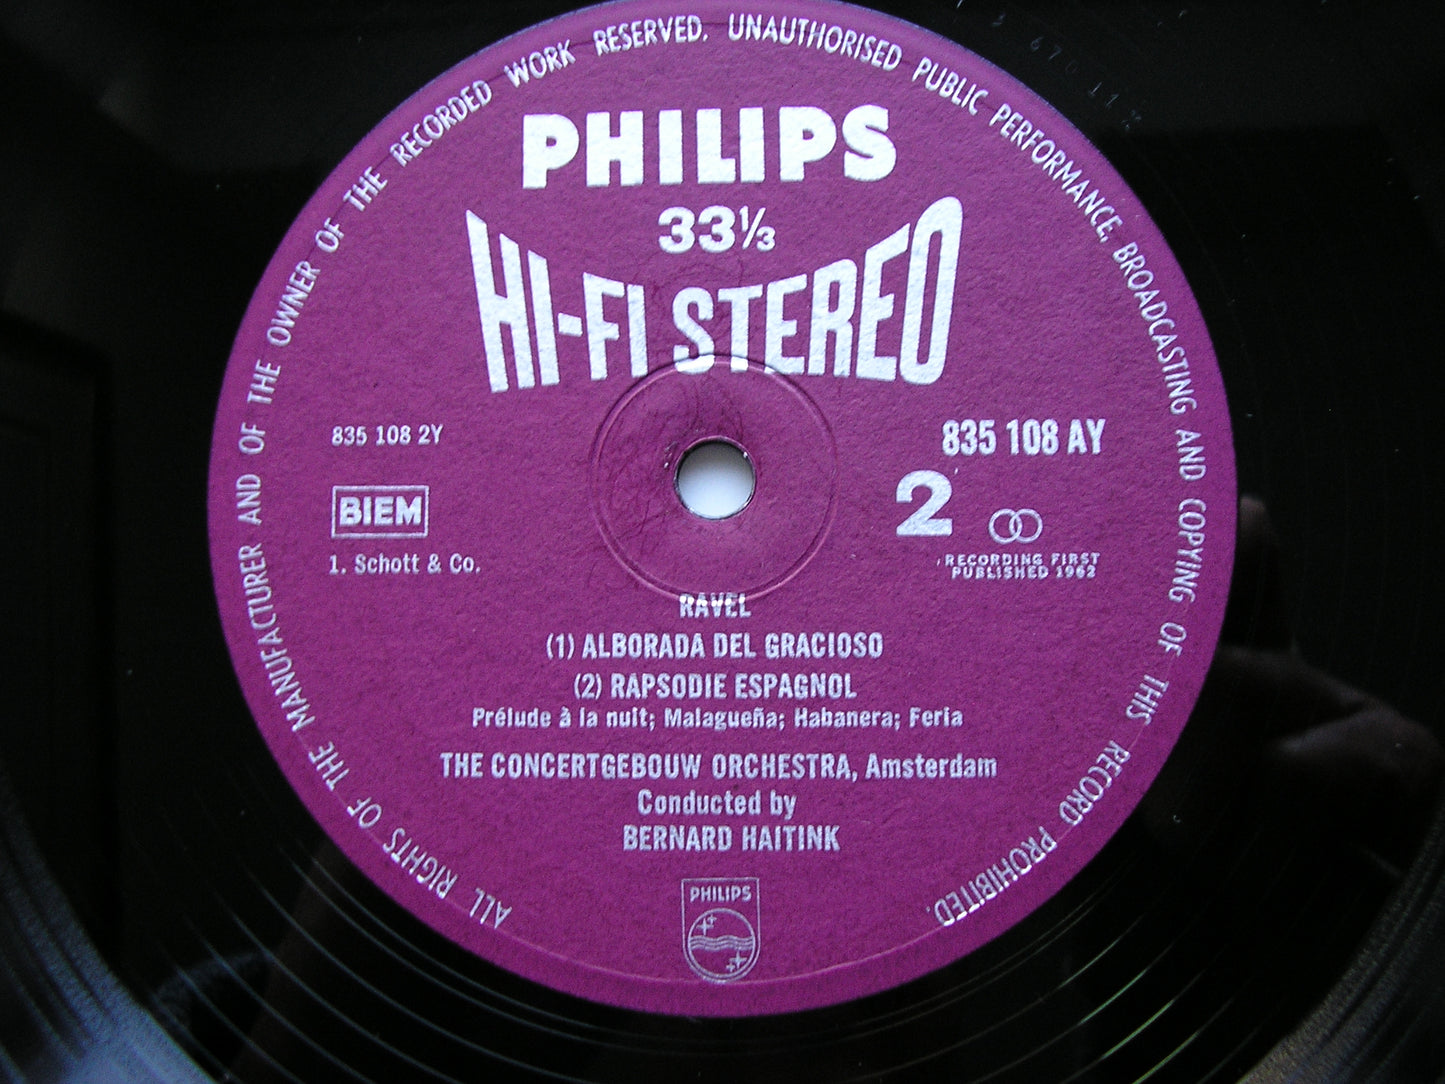 ALL RIGHTS OF THE MANUFACTURER AND OF THE OWNER OF THE RECORDED WORK RESERVED. UNAUTHORISED PUBLIC PERFORMANCE, BROADCASTING AND COPYING OF THIS RECORD PROHIBITED.
PHILIPS
33⅓
HI-FI STEREO
835 108 2Y
835 108 AY
BIEM
2
1. Schott & Co.
RECORDING FIRST
PUBLISHED 1962
RAVEL
(1) ALBORADA DEL GRACIOSO
(2) RAPSODIE ESPAGNOL
Prélude à la nuit; Malagueña; Habanera; Feria
THE CONCERTGEBOUW ORCHESTRA, Amsterdam
Conducted by
BERNARD HAITINK
PHILIPS